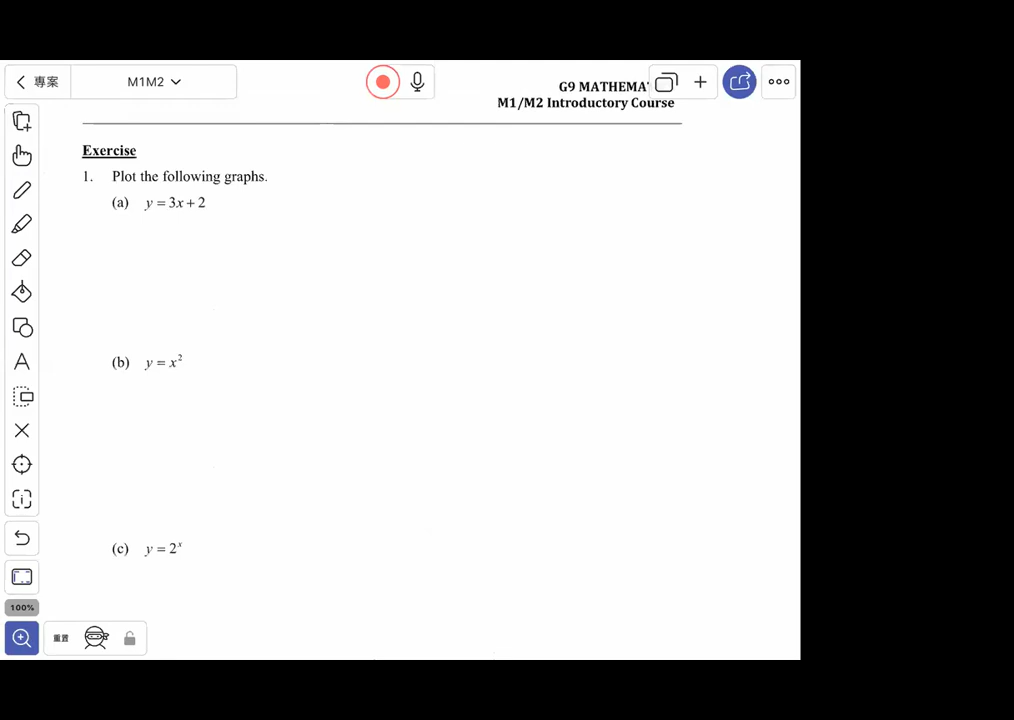 專案
M1M2
G9 MATHEMA
M1/M2 Introductory Course
Exercise
1. Plot the following graphs.
(a) y = 3x + 2
(b) y = x²
(c) y = 2ˣ
100%
重置